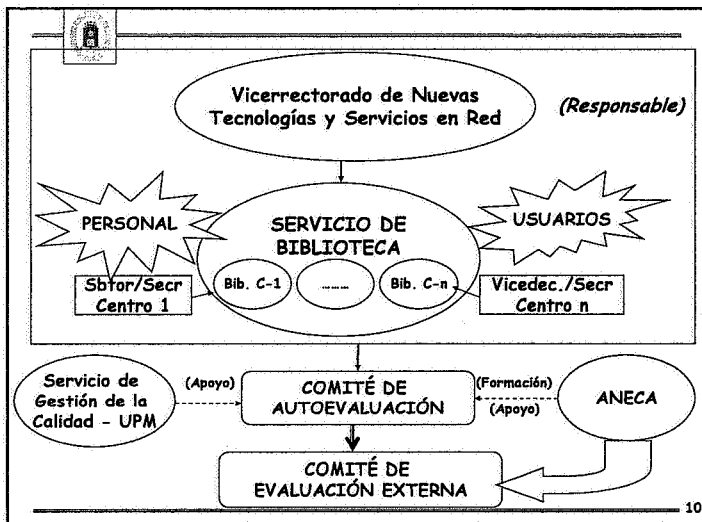 Vicerrectorado de Nuevas
Tecnologías y Servicios en Red
(Responsable)
PERSONAL
SERVICIO DE
BIBLIOTECA
USUARIOS
Sbtor/Secr
Centro 1
Bib. C-1
........
Bib. C-n
Vicedec./Secr
Centro n
Servicio de
Gestión de la
Calidad - UPM
(Apoyo)
COMITÉ DE
AUTOEVALUACIÓN
(Formación)
(Apoyo)
ANECA
COMITÉ DE
EVALUACIÓN EXTERNA
10